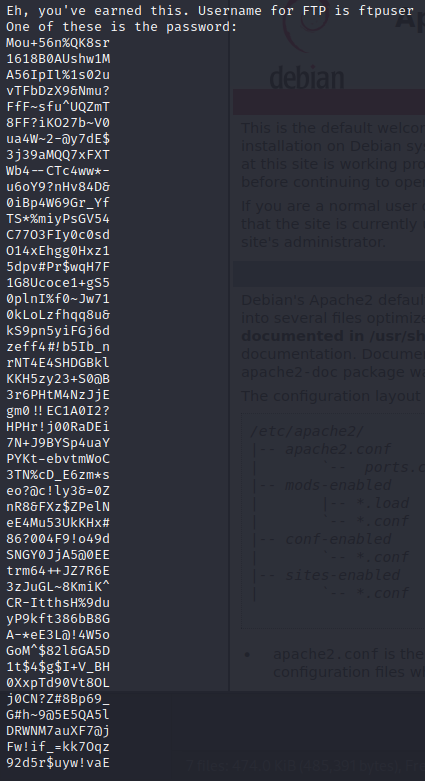 Eh, you've earned this. Username for FTP is ftpuser
One of these is the password:
Mou+56n%QK8sr
1618B0AUshw1M
A56IpIl%1s02u
vTFbDzX9&Nmu?
FfF~sfu^UQZmT
8FF?iKO27b~V0
ua4W~2-@y7dE$
3j39aMQQ7xFXT
Wb4--CTc4ww*-
u6oY9?nHv84D&
0iBp4W69Gr_Yf
TS*%miyPsGV54
C77O3FIy0c0sd
O14xEhgg0Hxz1
5dpv#Pr$wqH7F
1G8Ucoce1+gS5
0plnI%f0~Jw71
0kLoLzfhqq8u&
kS9pn5yiFGj6d
zeff4#!b5Ib_n
rNT4E4SHDGBkl
KKH5zy23+S0@B
3r6PHtM4NzJjE
gm0!!EC1A0I2?
HPHr!j00RaDEi
7N+J9BYSp4uaY
PYKt-ebvtmWoC
3TN%cD_E6zm*s
eo?@c!ly3&=0Z
nR8&FXz$ZPelN
eE4Mu53UkKHx#
86?004F9!o49d
SNGY0JjA5@0EE
trm64++JZ7R6E
3zJuGL~8KmiK^
CR-ItthsH%9du
yP9kft386bB8G
A-*eE3L@!4W5o
GoM^$82l&GA5D
1t$4$g$I+V_BH
0XxpTd90Vt8OL
j0CN?Z#8Bp69_
G#h~9@5E5QA5l
DRWNM7auXF7@j
Fw!if_=kk7Oqz
92d5r$uyw!vaE
debian
Ap
This is the default welco
installation on Debian sy
at this site is working pro
before continuing to ope
If you are a normal user
that the site is currently
site's administrator.
Debian's Apache2 defaul
into several files optimize
documented in /usr/sh
documentation. Docume
apache2-doc package w
The configuration layout
/etc/apache2/
|-- apache2.conf
| `-- ports.c
|-- mods-enabled
| |-- *.load
| `-- *.conf
|-- conf-enabled
| `-- *.conf
|-- sites-enabled
| `-- *.conf
apache2.conf is the
configuration files w